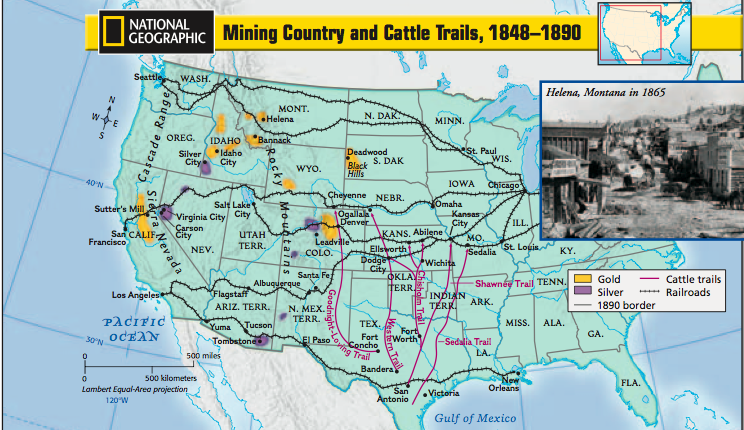 NATIONAL
GEOGRAPHIC
Mining Country and Cattle Trails, 1848–1890
Helena, Montana in 1865
Seattle
WASH.
Cascade Range
N
W
E
S
MONT.
Helena
N. DAK.
MINN.
OREG.
IDAHO
Bannack
Silver
City
Idaho
City
Rocky Mountains
Deadwood
Black
Hills
S. DAK
St. Paul
WIS.
WYO.
40°N
IOWA
Chicago
Sutter's Mill
Sierra Nevada
Salt Lake
City
Cheyenne
NEBR.
Omaha
Virginia City
Carson
City
Ogallala
Denver
Kansas
City
ILL.
San
Francisco
CALIF.
UTAH
TERR.
Leadville
KANS.
Abilene
Ellsworth
MO.
St. Louis
NEV.
COLO.
Dodge
City
Wichita
Sedalia
KY.
Santa Fe
OKLA.
TERR.
Shawnee Trail
TENN.
Albuquerque
Los Angeles
Flagstaff
Goodnight-Loving Trail
Chisholm Trail
INDIAN
TERR.
ARK.
ARIZ. TERR.
N. MEX.
TERR.
PACIFIC
OCEAN
Yuma
Tucson
TEX.
Fort
Worth
MISS.
ALA.
GA.
30°N
Tombstone
El Paso
Fort
Concho
Western Trail
Sedalia Trail
LA.
Bandera
New
Orleans
FLA.
San
Antonio
Victoria
Gulf of Mexico
0
500 miles
0
500 kilometers
Lambert Equal-Area projection
120°W
Gold
Silver
1890 border
Cattle trails
Railroads